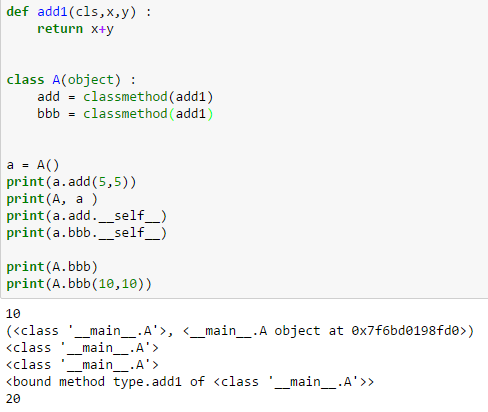 def add1(cls,x,y) :
    return x+y
class A(object) :
    add = classmethod(add1)
    bbb = classmethod(add1)
a = A()
print(a.add(5,5))
print(A, a )
print(a.add.__self__)
print(a.bbb.__self__)
print(A.bbb)
print(A.bbb(10,10))
10
(<class '__main__.A'>, <__main__.A object at 0x7f6bd0198fd0>)
<class '__main__.A'>
<class '__main__.A'>
<bound method type.add1 of <class '__main__.A'>>
20